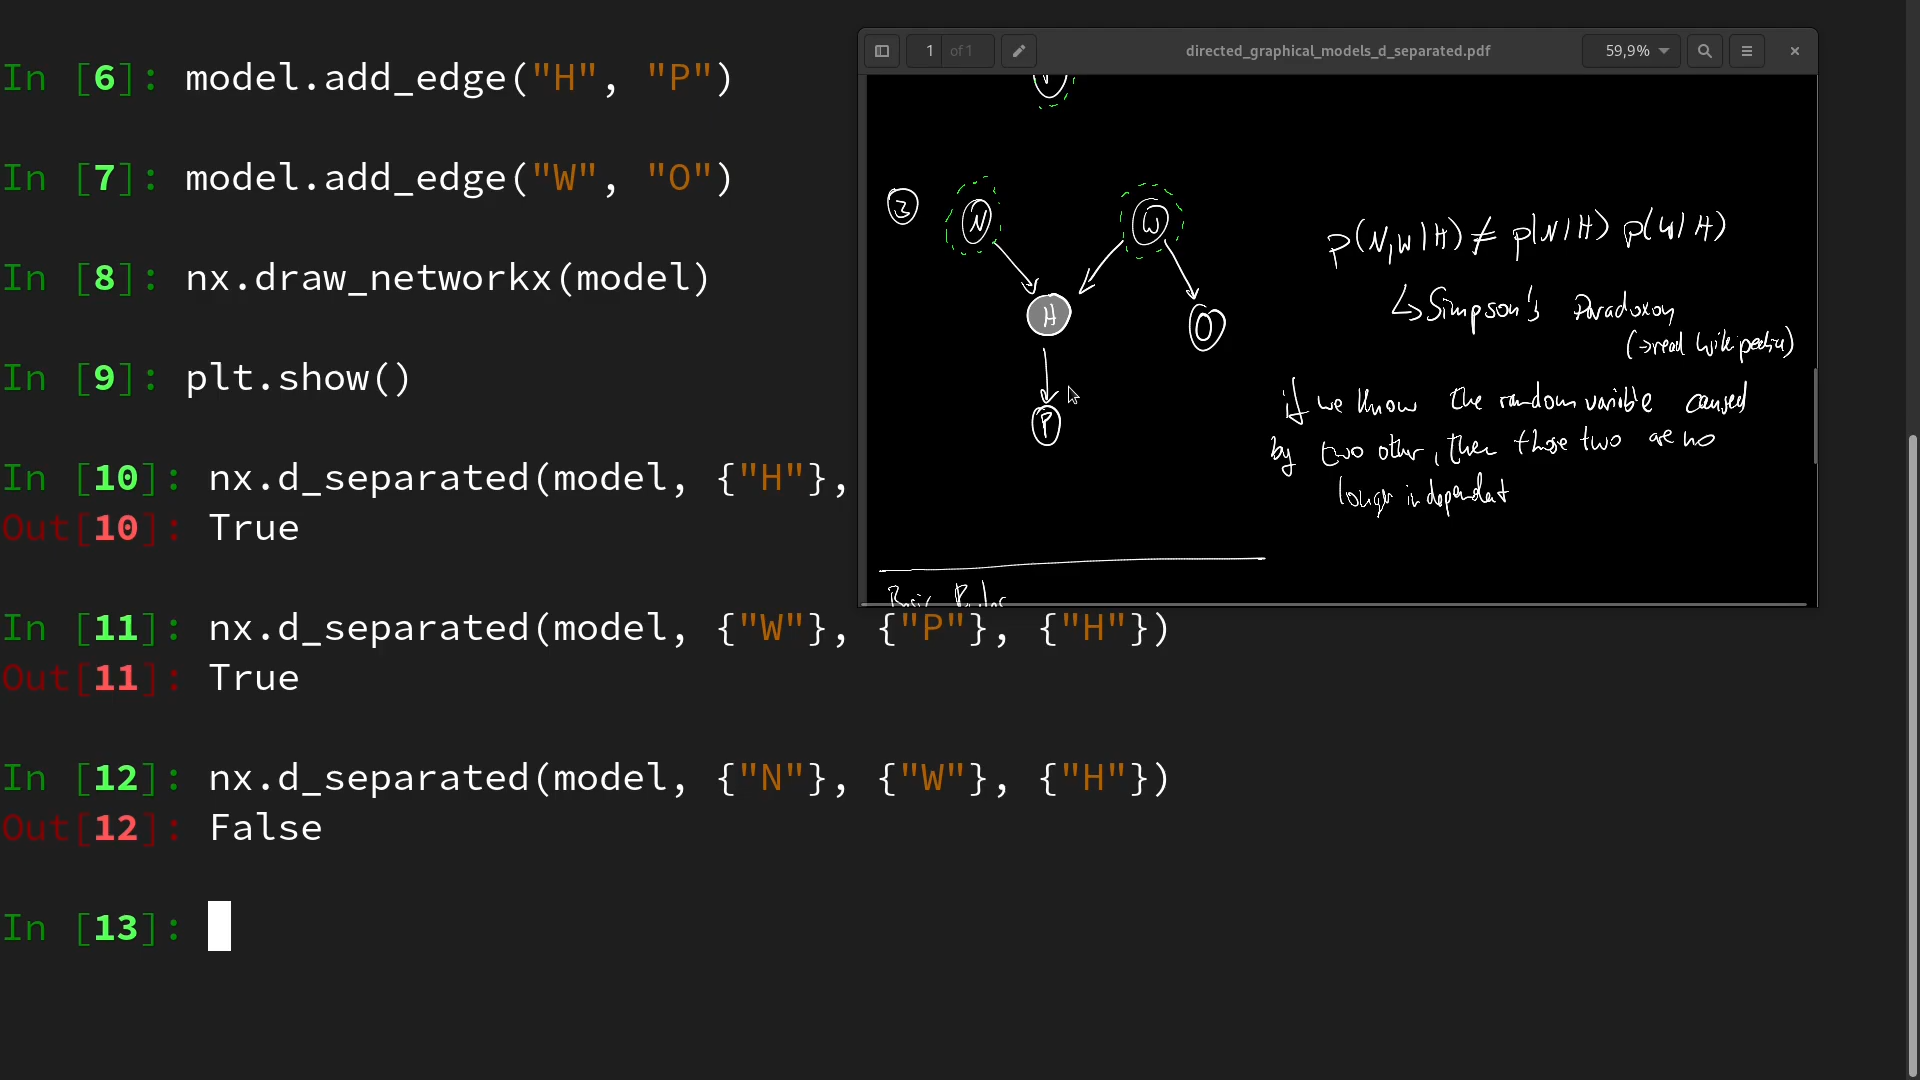 In [6]: model.add_edge("H", "P")
In [7]: model.add_edge("W", "O")
In [8]: nx.draw_networkx(model)
In [9]: plt.show()
In [10]: nx.d_separated(model, {"H"},
Out[10]: True
In [11]: nx.d_separated(model, {"W"}, {"P"}, {"H"})
Out[11]: True
In [12]: nx.d_separated(model, {"N"}, {"W"}, {"H"})
Out[12]: False
In [13]:
1 of 1 directed_graphical_models_d_separated.pdf 59,9%
3
N W
H O
P
p(N,W|H) ≠ p(N|H) p(W|H)
↳ Simpson's Paradoxon
(→ read Wikipedia)
if we know the random variable caused
by two other, then those two are no
longer independent
Basic Rules